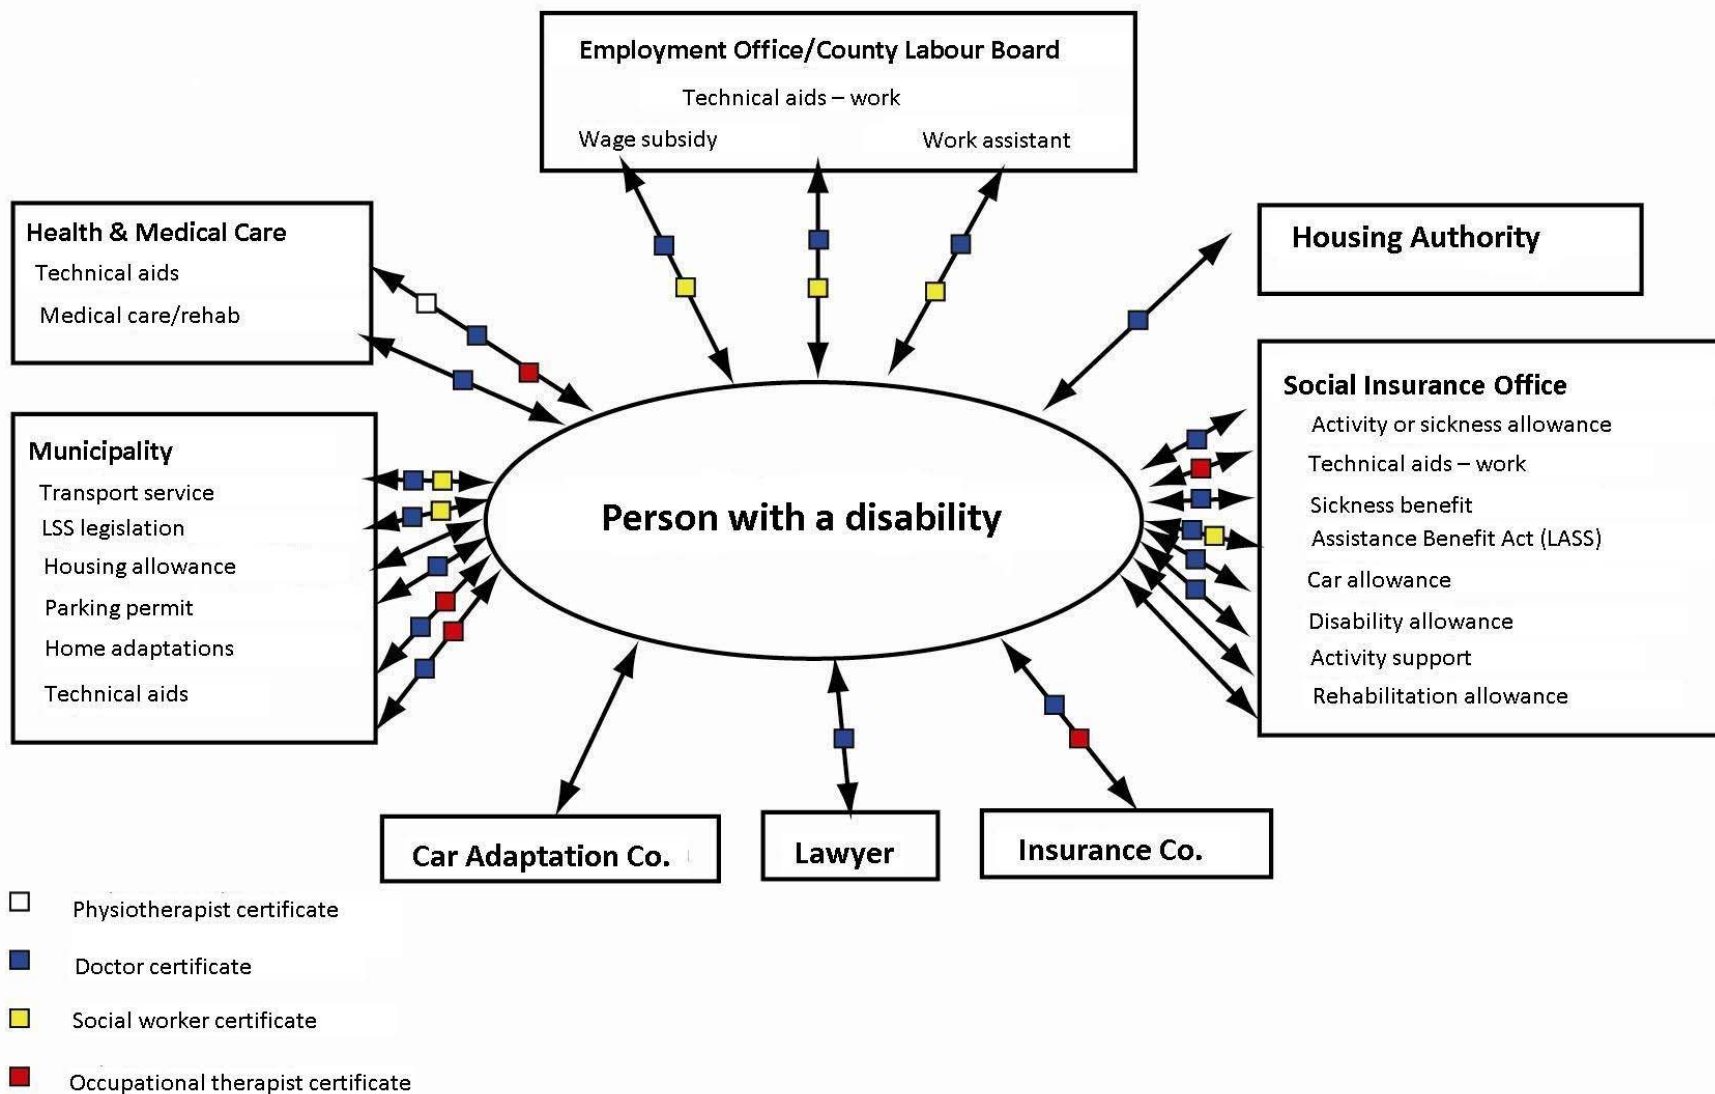 Employment Office/County Labour Board
Technical aids – work
Wage subsidy
Work assistant
Health & Medical Care
Technical aids
Medical care/rehab
Housing Authority
Municipality
Transport service
LSS legislation
Housing allowance
Parking permit
Home adaptations
Technical aids
Person with a disability
Social Insurance Office
Activity or sickness allowance
Technical aids – work
Sickness benefit
Assistance Benefit Act (LASS)
Car allowance
Disability allowance
Activity support
Rehabilitation allowance
Car Adaptation Co.
Lawyer
Insurance Co.
Physiotherapist certificate
Doctor certificate
Social worker certificate
Occupational therapist certificate